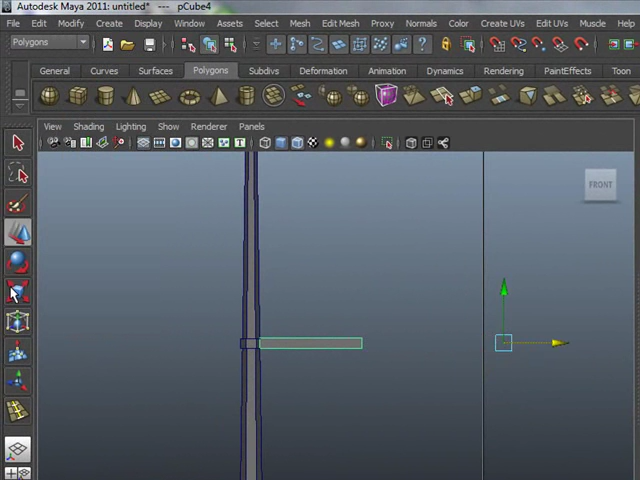 Autodesk Maya 2011: untitled* --- pCube4
File Edit Modify Create Display Window Assets Select Mesh Edit Mesh Proxy Normals Color Create UVs Edit UVs Muscle Help
Polygons
General Curves Surfaces Polygons Subdivs Deformation Animation Dynamics Rendering PaintEffects Toon
View Shading Lighting Show Renderer Panels
FRONT